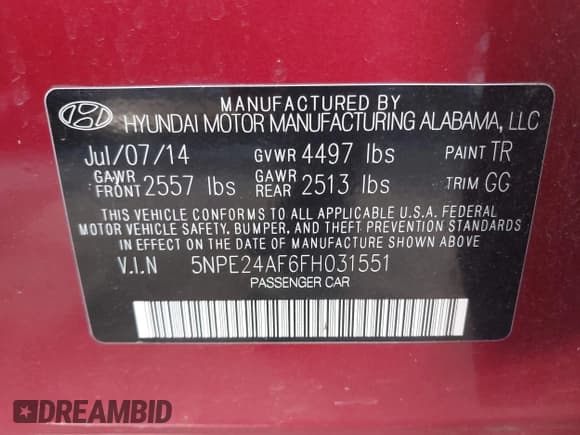 MANUFACTURED BY
HYUNDAI MOTOR MANUFACTURING ALABAMA, LLC
Jul/07/14 GVWR 4497 lbs PAINT TR
GAWR FRONT 2557 lbs GAWR REAR 2513 lbs TRIM GG
THIS VEHICLE CONFORMS TO ALL APPLICABLE U.S.A. FEDERAL
MOTOR VEHICLE SAFETY, BUMPER, AND THEFT PREVENTION STANDARDS
IN EFFECT ON THE DATE OF MANUFACTURE SHOWN ABOVE
V.I.N 5NPE24AF6FH031551
PASSENGER CAR
DREAMBID